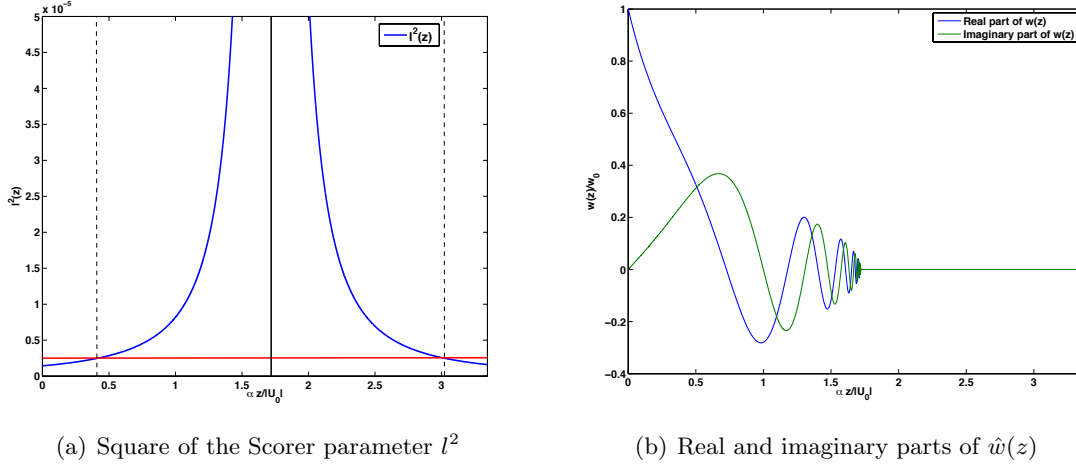 5
x 10⁻⁵
4.5
4
3.5
3
2.5
2
1.5
1
0.5
0
l²(z)
l²(z)
0 0.5 1 1.5 2 2.5 3
α z/|U₀|
(a) Square of the Scorer parameter l²
1
0.8
0.6
0.4
0.2
0
-0.2
-0.4
w(z)/w₀
Real part of w(z)
Imaginary part of w(z)
0 0.5 1 1.5 2 2.5 3
α z/|U₀|
(b) Real and imaginary parts of ŵ(z)